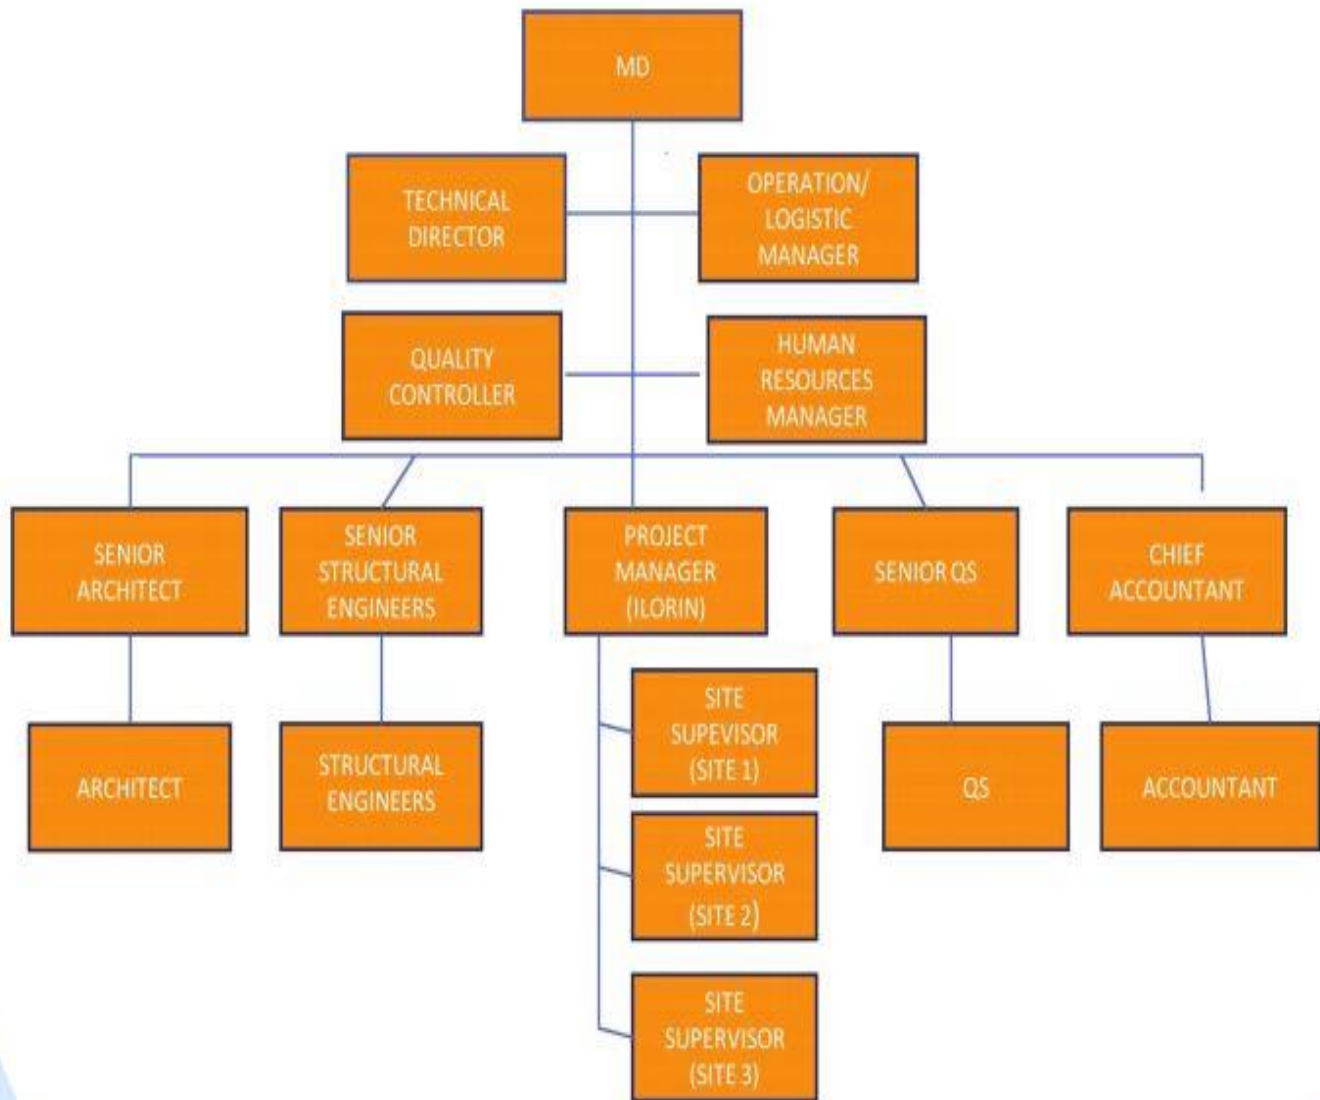 MD
TECHNICAL
DIRECTOR
OPERATION/
LOGISTIC
MANAGER
QUALITY
CONTROLLER
HUMAN
RESOURCES
MANAGER
SENIOR
ARCHITECT
SENIOR
STRUCTURAL
ENGINEERS
PROJECT
MANAGER
(ILORIN)
SENIOR QS
CHIEF
ACCOUNTANT
ARCHITECT
STRUCTURAL
ENGINEERS
SITE
SUPEVISOR
(SITE 1)
QS
ACCOUNTANT
SITE
SUPERVISOR
(SITE 2)
SITE
SUPERVISOR
(SITE 3)